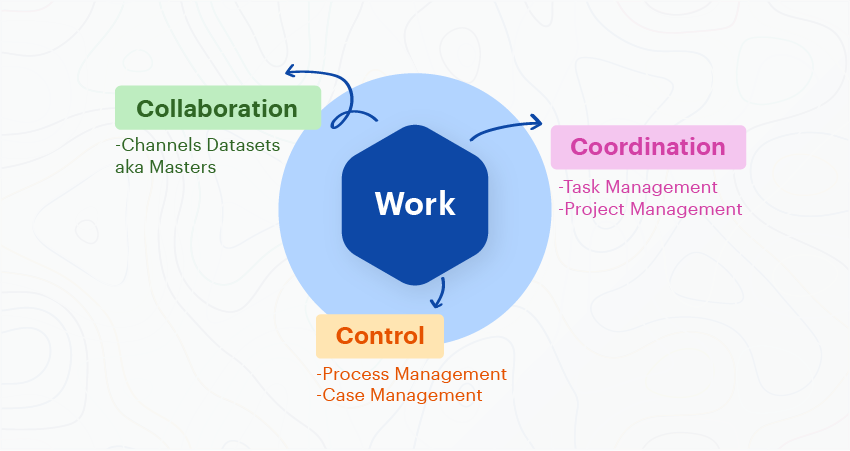 Collaboration
-Channels Datasets
aka Masters
Coordination
-Task Management
-Project Management
Work
Control
-Process Management
-Case Management